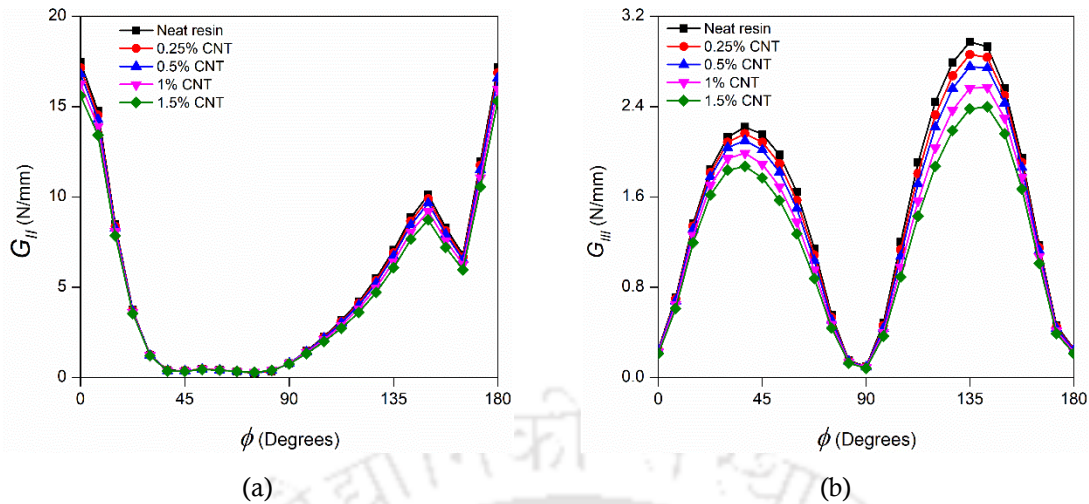 20
15
10
5
0
G_II (N/mm)
Neat resin
0.25% CNT
0.5% CNT
1% CNT
1.5% CNT
0 45 90 135 180
ϕ (Degrees)
(a)
3.2
2.4
1.6
0.8
0.0
G_III (N/mm)
Neat resin
0.25% CNT
0.5% CNT
1% CNT
1.5% CNT
0 45 90 135 180
ϕ (Degrees)
(b)